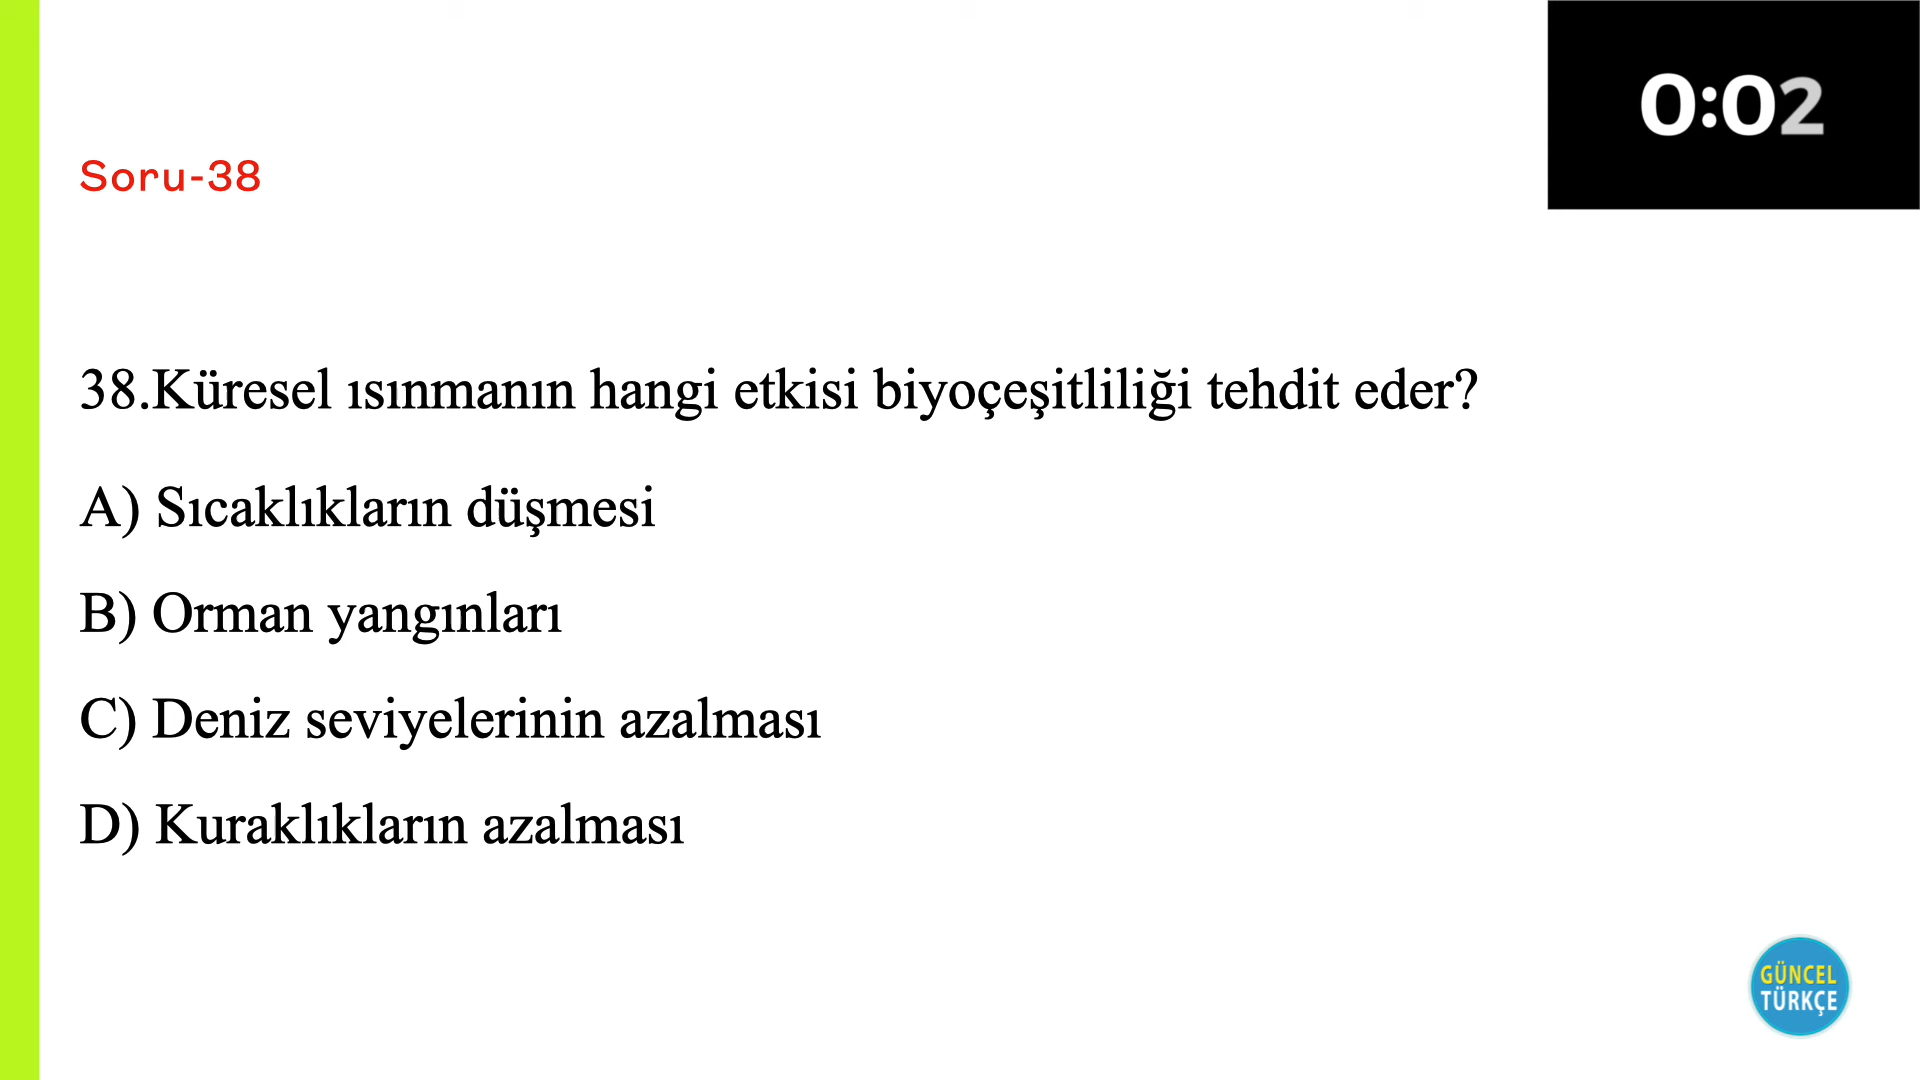 0:02
Soru-38
38.Küresel ısınmanın hangi etkisi biyoçeşitliliği tehdit eder?
A) Sıcaklıkların düşmesi
B) Orman yangınları
C) Deniz seviyelerinin azalması
D) Kuraklıkların azalması
GÜNCEL
TÜRKÇE